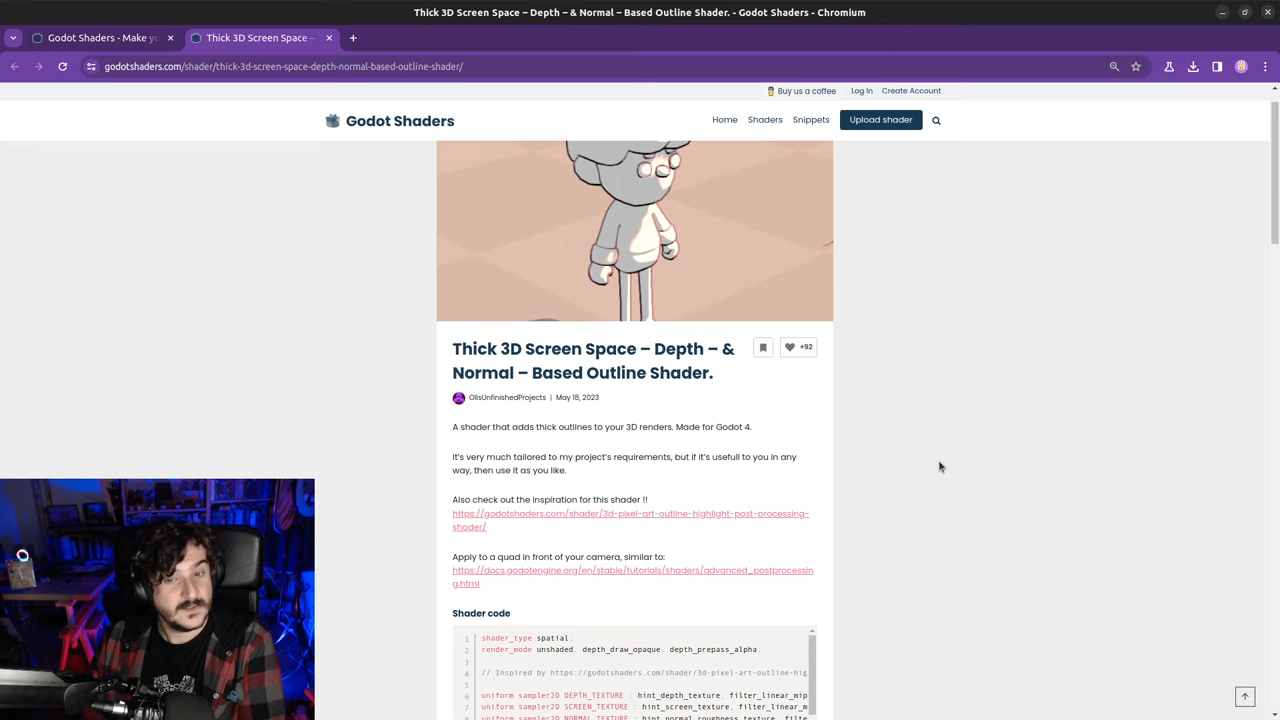 Thick 3D Screen Space – Depth – & Normal – Based Outline Shader. - Godot Shaders - Chromium
Godot Shaders - Make yo
Thick 3D Screen Space –
godotshaders.com/shader/thick-3d-screen-space-depth-normal-based-outline-shader/
Buy us a coffee Log In Create Account
Godot Shaders Home Shaders Snippets Upload shader
Thick 3D Screen Space – Depth – &
Normal – Based Outline Shader.
+92
OlisUnfinishedProjects | May 18, 2023
A shader that adds thick outlines to your 3D renders. Made for Godot 4.
It's very much tailored to my project's requirements, but if it's usefull to you in any
way, then use it as you like.
Also check out the inspiration for this shader !!
https://godotshaders.com/shader/3d-pixel-art-outline-highlight-post-processing-
shader/
Apply to a quad in front of your camera, similar to:
https://docs.godotengine.org/en/stable/tutorials/shaders/advanced_postprocessin
g.html
Shader code
1 shader_type spatial;
2 render_mode unshaded, depth_draw_opaque, depth_prepass_alpha;
3
4 // Inspired by https://godotshaders.com/shader/3d-pixel-art-outline-hig
5
6 uniform sampler2D DEPTH_TEXTURE : hint_depth_texture, filter_linear_mip
7 uniform sampler2D SCREEN_TEXTURE : hint_screen_texture, filter_linear_m
8 uniform sampler2D NORMAL_TEXTURE : hint_normal_roughness_texture, filte